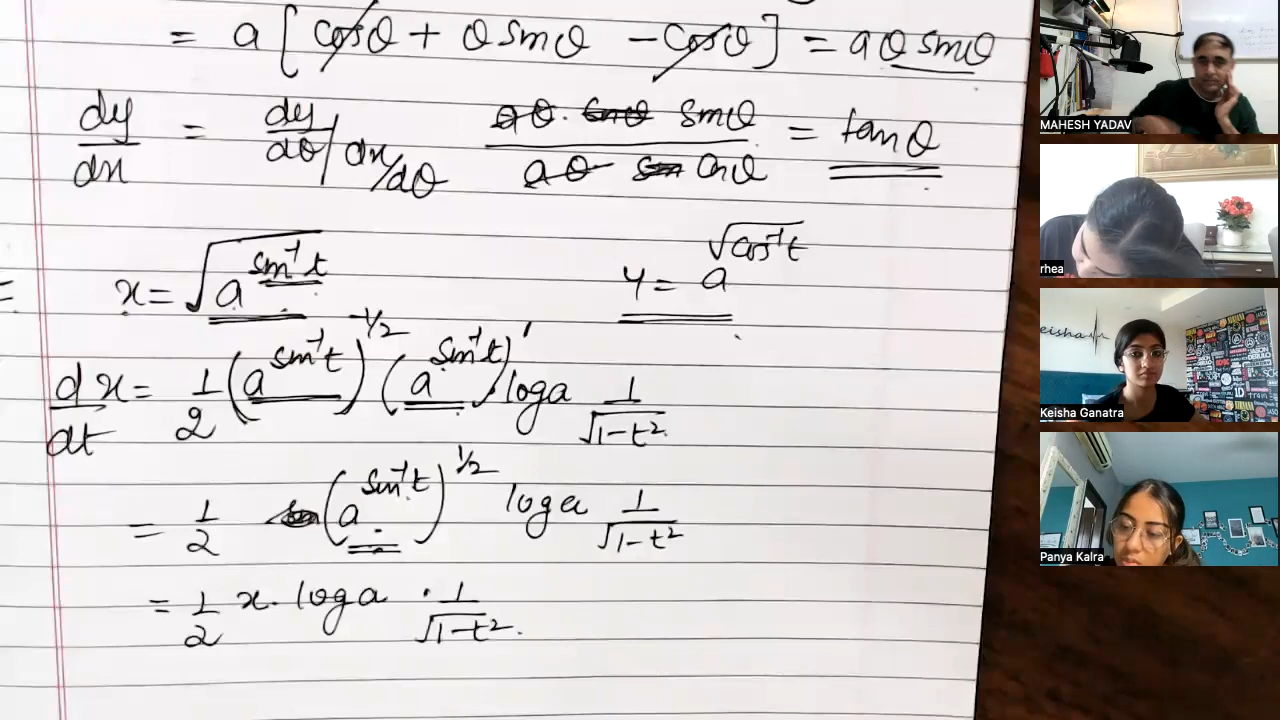 = a [ cosθ + θ sinθ - cosθ ] = aθ sinθ
dy/dx = dy/dθ / dx/dθ aθ. sinθ sinθ / aθ sin cosθ = tanθ
= x = √(a^(sin⁻¹t)) y = a^(√cos⁻¹t)
dx/dt = 1/2 (a^(sin⁻¹t))^(-1/2) (a^(sin⁻¹t))' log a 1/√(1-t²)
= 1/2 (a^(sin⁻¹t))^(1/2) log a 1/√(1-t²)
= 1/2 x. log a . 1/√(1-t²).
MAHESH YADAV
rhea
keisha
Keisha Ganatra
Panya Kalra